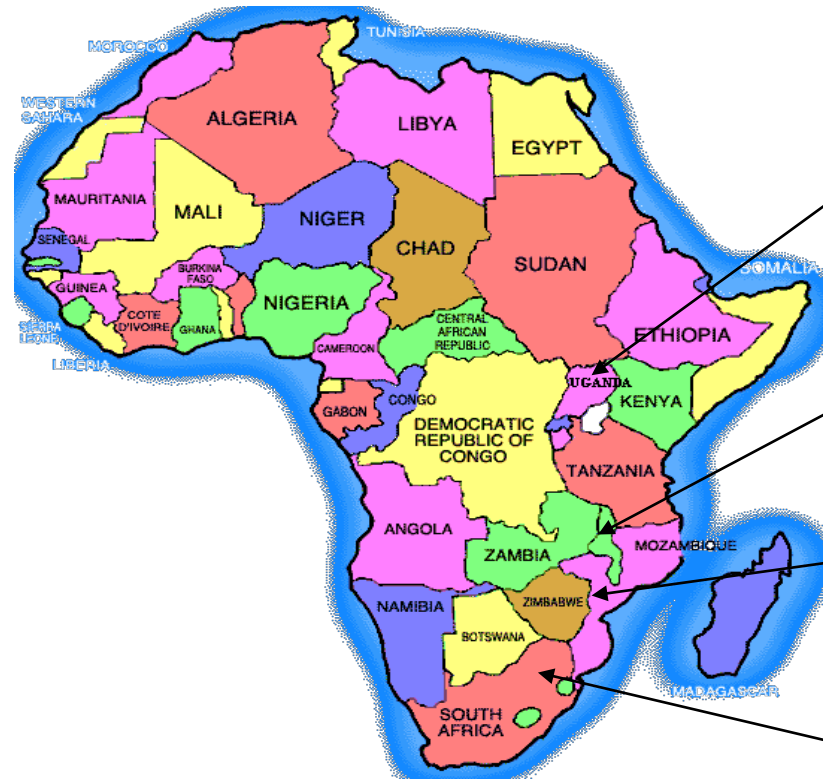 TUNISIA
MOROCCO
WESTERN
SAHARA
ALGERIA
LIBYA
EGYPT
MAURITANIA
MALI
NIGER
CHAD
SUDAN
SENEGAL
BURKINA
FASO
GUINEA
NIGERIA
SOMALIA
COTE
D'IVOIRE
GHANA
SIERRA
LEONE
LIBERIA
CENTRAL
AFRICAN
REPUBLIC
ETHIOPIA
CAMEROON
UGANDA
KENYA
GABON
CONGO
DEMOCRATIC
REPUBLIC OF
CONGO
TANZANIA
ANGOLA
ZAMBIA
MOZAMBIQUE
NAMIBIA
ZIMBABWE
BOTSWANA
MADAGASCAR
SOUTH
AFRICA